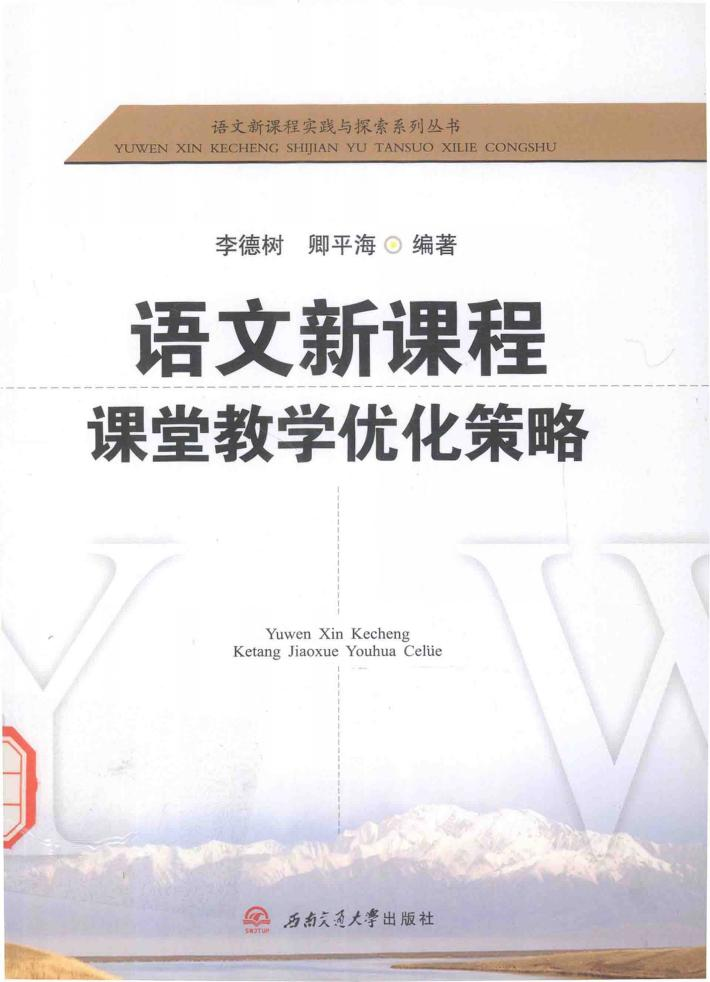 语文新课程实践与探索系列丛书
YUWEN XIN KECHENG SHIJIAN YU TANSUO XILIE CONGSHU
李德树 卿平海 编著
语文新课程
课堂教学优化策略
Y W
Yuwen Xin Kecheng
Ketang Jiaoxue Youhua Celüe
SWJTUP
西南交通大学出版社